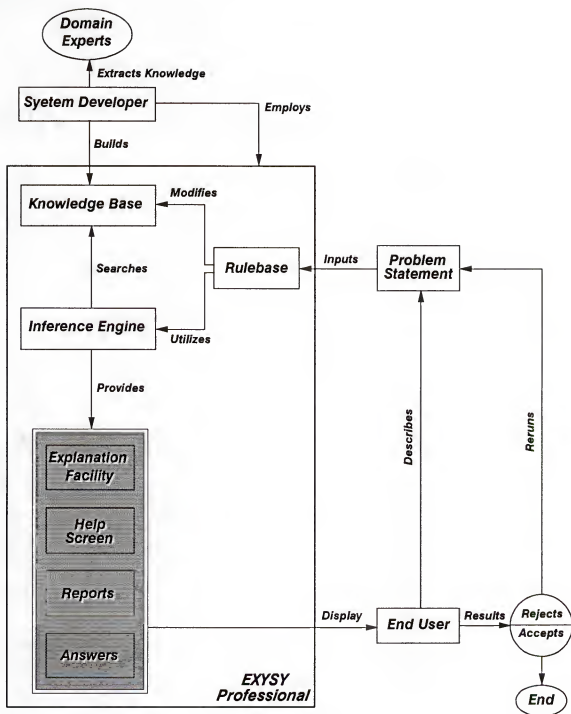 Domain
Experts
Extracts Knowledge
Syetem Developer
Employs
Builds
Knowledge Base
Modifies
Searches
Rulebase
Inputs
Problem
Statement
Inference Engine
Utilizes
Provides
Describes
Reruns
Explanation
Facility
Help
Screen
Reports
Answers
Display
End User
Results
Rejects
Accepts
EXYSY
Professional
End